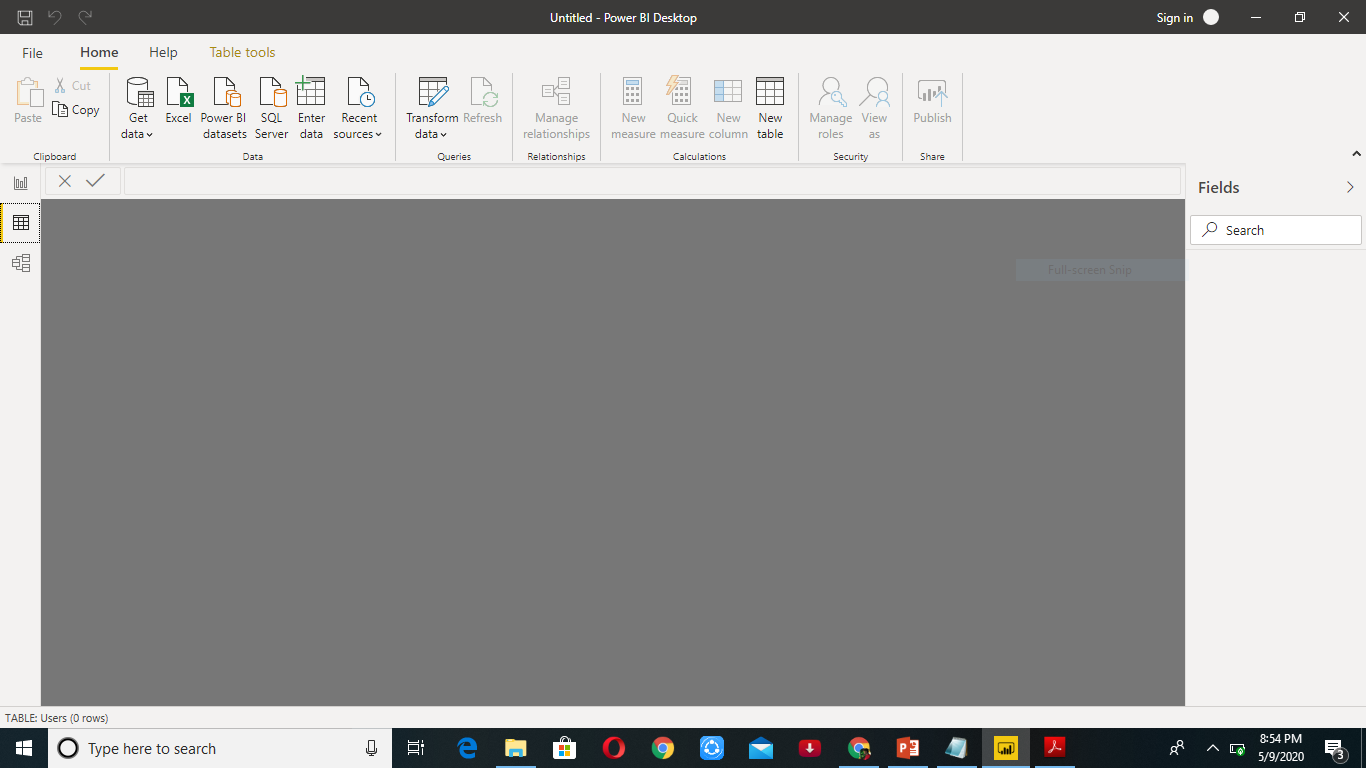 Untitled - Power BI Desktop
Sign in
File
Home
Help
Table tools
Paste
Cut
Copy
Clipboard
Get data
Excel
Power BI datasets
SQL Server
Enter data
Recent sources
Data
Transform data
Refresh
Queries
Manage relationships
Relationships
New measure
Quick measure
New column
New table
Calculations
Manage roles
View as
Security
Publish
Share
Fields
Search
Full-screen Snip
TABLE: Users (0 rows)
Type here to search
8:54 PM
5/9/2020
3